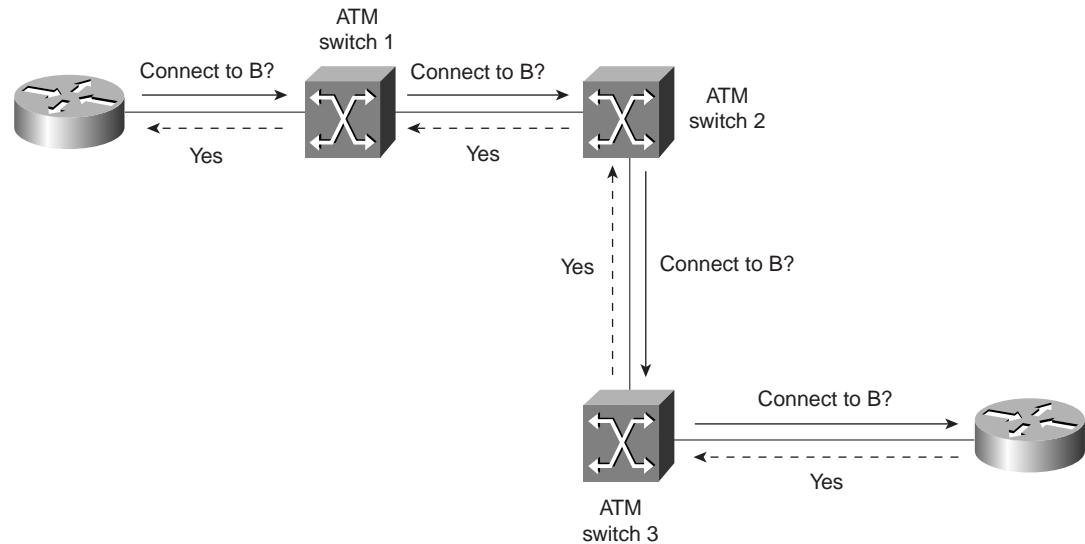 ATM
switch 1
Connect to B?
Connect to B?
ATM
switch 2
Yes
Yes
Yes
Connect to B?
Connect to B?
Yes
ATM
switch 3